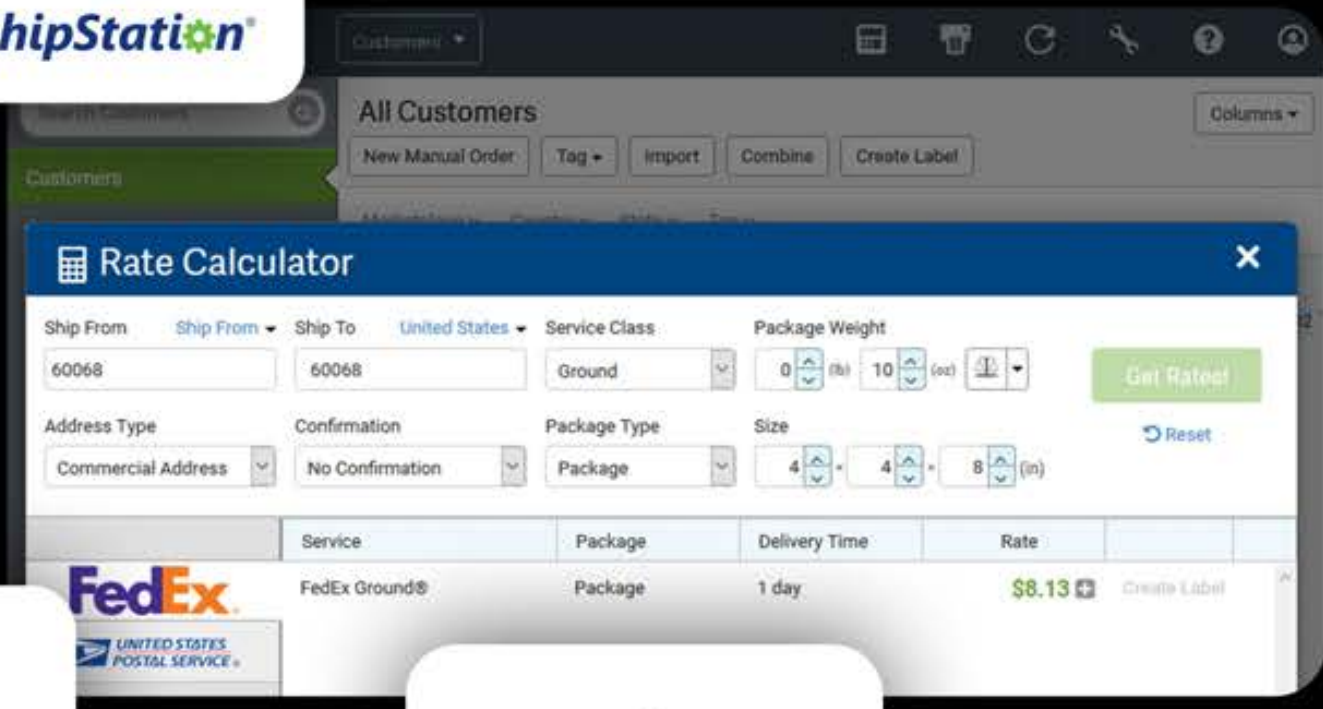 hipStation®
Customers
Search Customers
All Customers
Columns
New Manual Order Tag Import Combine Create Label
Customers
Rate Calculator
Ship From Ship From Ship To United States Service Class Package Weight
60068 60068 Ground 0 (lb) 10 (oz) Get Rates!
Address Type Confirmation Package Type Size Reset
Commercial Address No Confirmation Package 4 4 8 (in)
Service Package Delivery Time Rate
FedEx FedEx Ground® Package 1 day $8.13 Create Label
UNITED STATES
POSTAL SERVICE ®